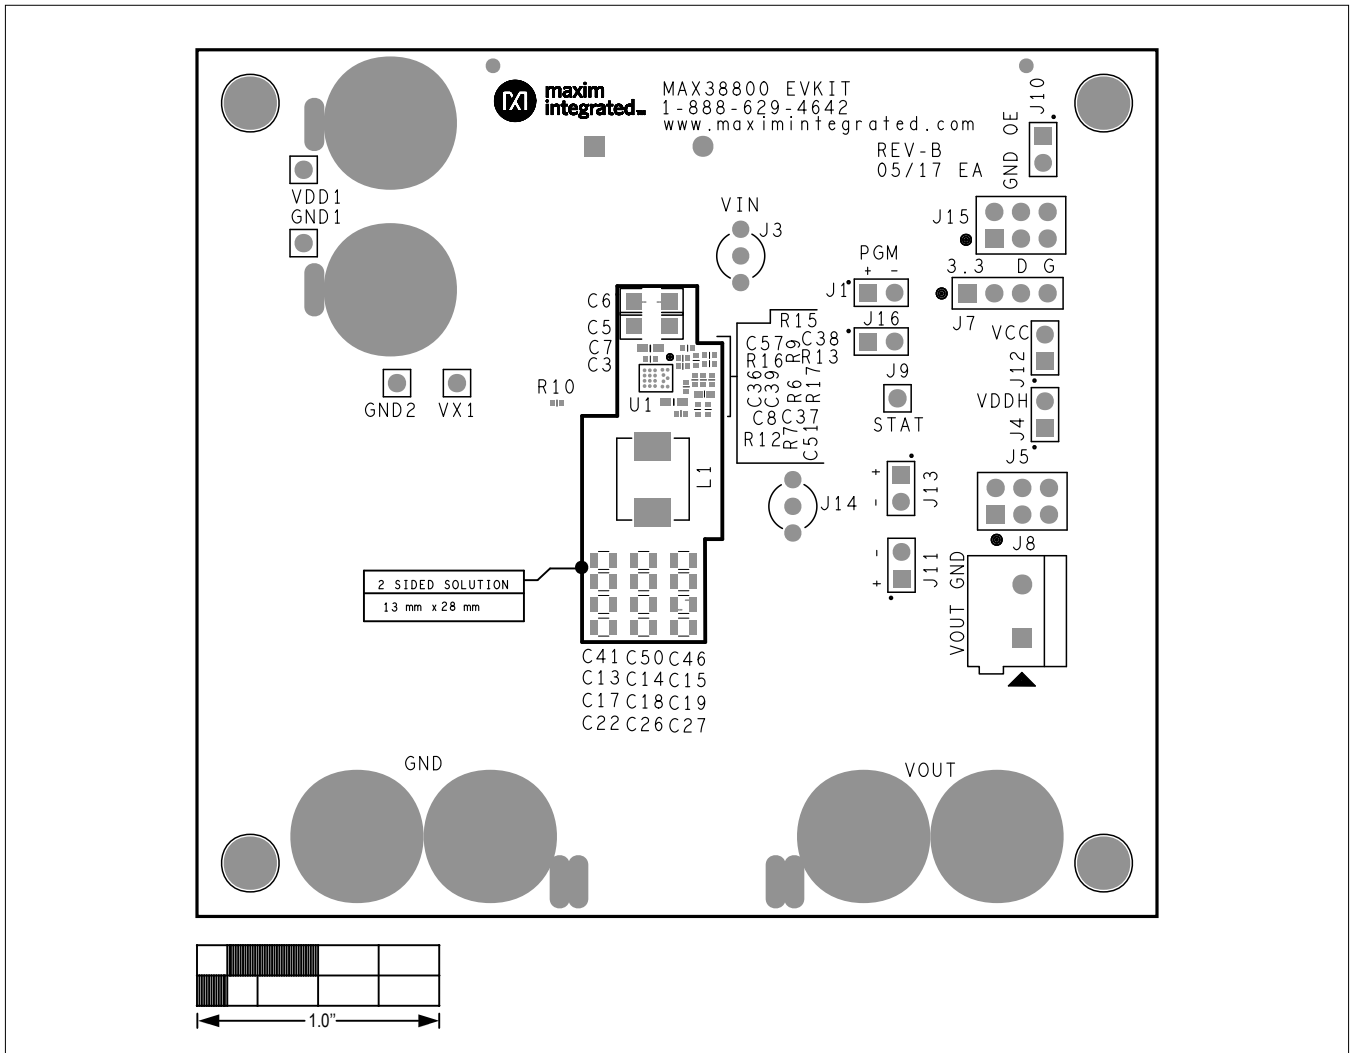 maxim
integrated™
MAX38800 EVKIT
1-888-629-4642
www.maximintegrated.com
REV-B
05/17 EA
GND OE
J10
VDD1
GND1
J15
VIN
J3
PGM
+ -
J1
3.3 D G
J7
J16
C6
C5
C7
C3
R15
C57
R9
C38
R16
R13
C36
C39
R6
R17
C8
C37
R12
R7
C51
VCC
J12
J9
STAT
VDDH
J4
R10
U1
GND2
VX1
L1
J5
+
-
J13
J14
J8
-
+
J11
VOUT GND
2 SIDED SOLUTION
13 mm x 28 mm
C41 C50 C46
C13 C14 C15
C17 C18 C19
C22 C26 C27
GND
VOUT
1.0”